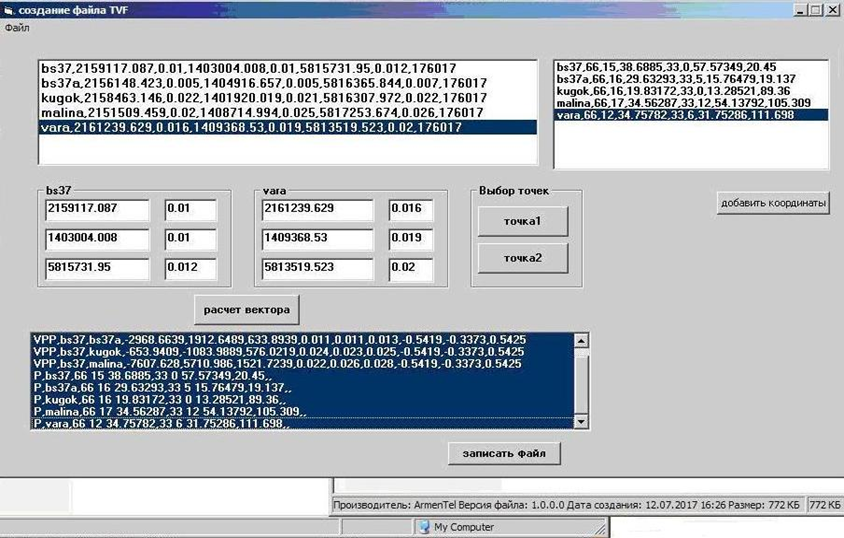 создание файла TVF
Файл
bs37,2159117.087,0.01,1403004.008,0.01,5815731.95,0.012,176017
bs37a,2156148.423,0.005,1404916.657,0.005,5816365.844,0.007,176017
kugok,2158463.146,0.022,1401920.019,0.021,5816307.972,0.022,176017
malina,2151509.459,0.02,1408714.994,0.025,5817253.674,0.026,176017
vara,2161239.629,0.016,1409368.53,0.019,5813519.523,0.02,176017
bs37,66,15,38.6885,33,0,57.57349,20.45
bs37a,66,16,29.63293,33,5,15.76479,19.137
kugok,66,16,19.83172,33,0,13.28521,89.36
malina,66,17,34.56287,33,12,54.13792,105.309
vara,66,12,34.75782,33,6,31.75286,111.698
bs37
2159117.087 0.01
1403004.008 0.01
5815731.95 0.012
vara
2161239.629 0.016
1409368.53 0.019
5813519.523 0.02
Выбор точек
точка1
точка2
добавить координаты
расчет вектора
VPP,bs37,bs37a,-2968.6639,1912.6489,633.8939,0.011,0.011,0.013,-0.5419,-0.3373,0.5425
VPP,bs37,kugok,-653.9409,-1083.9889,576.0219,0.024,0.023,0.025,-0.5419,-0.3373,0.5425
VPP,bs37,malina,-7607.628,5710.986,1521.7239,0.022,0.026,0.028,-0.5419,-0.3373,0.5425
P,bs37,66 15 38.6885,33 0 57.57349,20.45,,
P,bs37a,66 16 29.63293,33 5 15.76479,19.137,,
P,kugok,66 16 19.83172,33 0 13.28521,89.36,,
P,malina,66 17 34.56287,33 12 54.13792,105.309,,
P,vara,66 12 34.75782,33 6 31.75286,111.698,,
записать файл
Производитель: ArmenTel Версия файла: 1.0.0.0 Дата создания: 12.07.2017 16:26 Размер: 772 КБ 772 КБ
My Computer